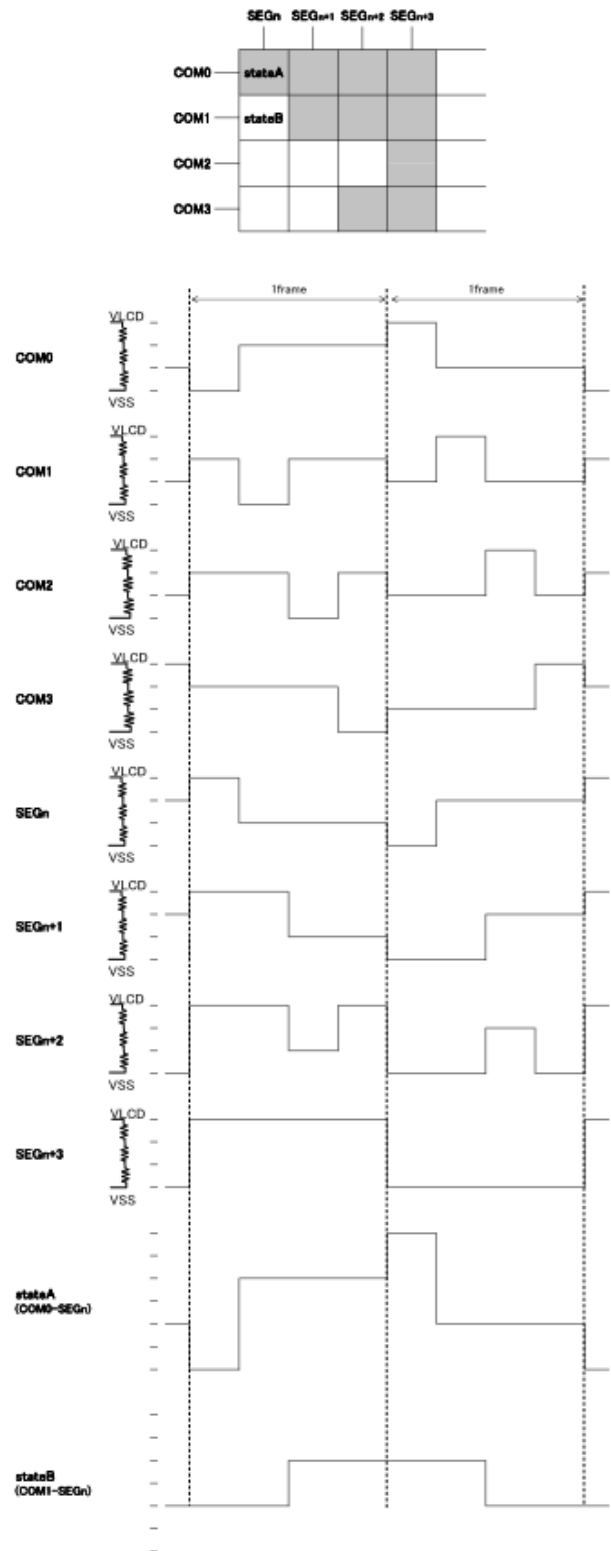 SEGn SEGn+1 SEGn+2 SEGn+3
COM0 stateA
COM1 stateB
COM2
COM3
1frame 1frame
VLCD
COM0
VSS
VLCD
COM1
VSS
VLCD
COM2
VSS
VLCD
COM3
VSS
VLCD
SEGn
VSS
VLCD
SEGn+1
VSS
VLCD
SEGn+2
VSS
VLCD
SEGn+3
VSS
stateA
(COM0-SEGn)
stateB
(COM1-SEGn)